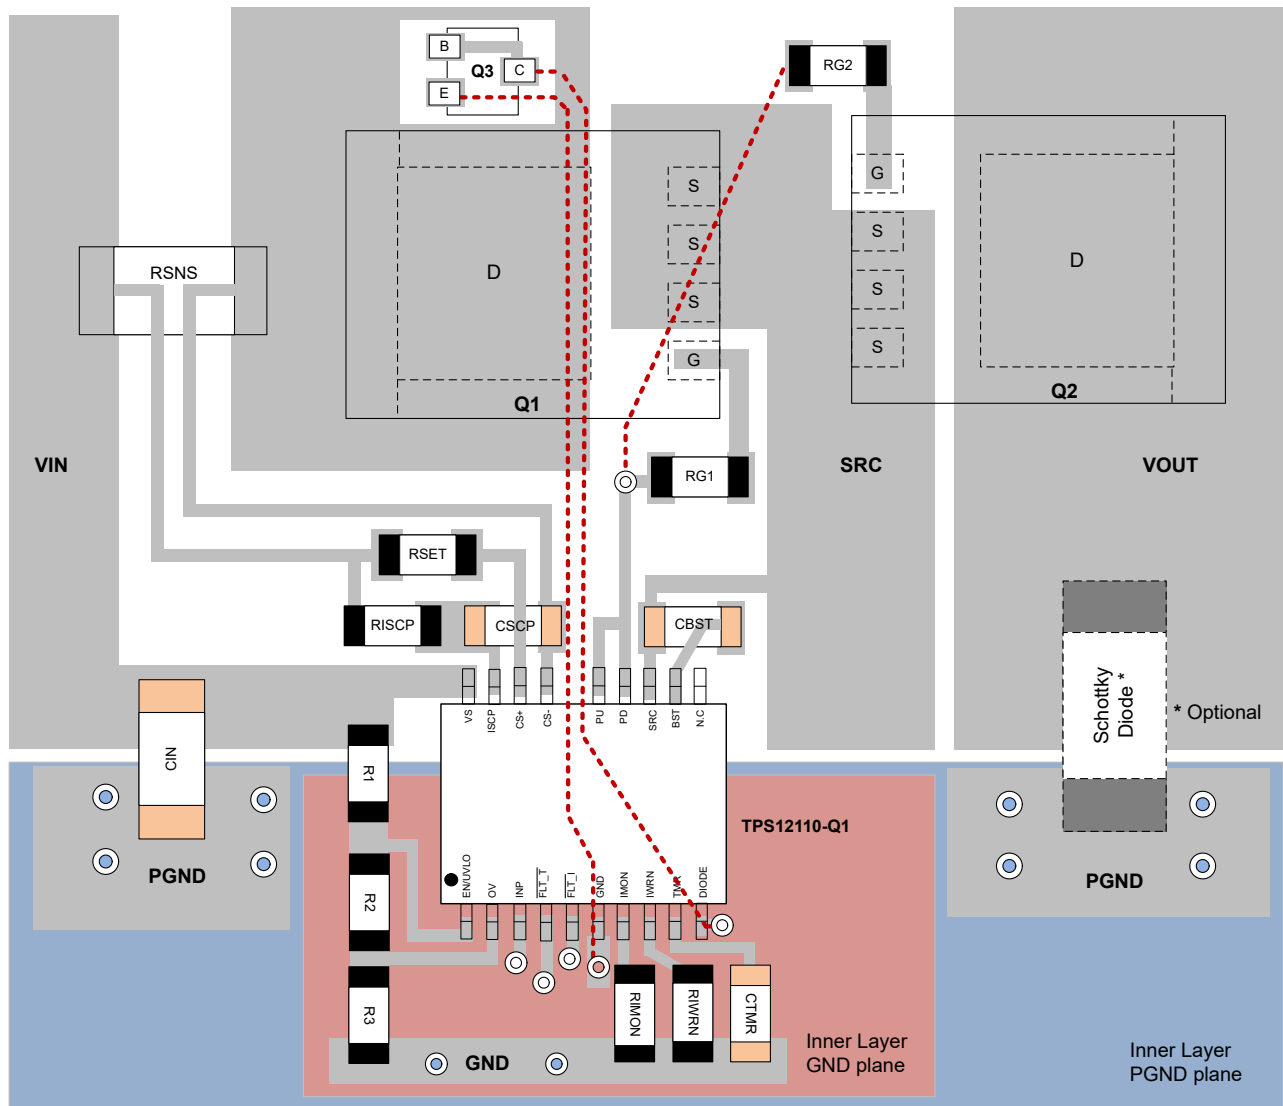 B
Q3
C
E
RG2
G
S
S
S
D
S
S
S
G
D
Q1
Q2
RSNS
VIN
RG1
SRC
VOUT
RSET
RISCP
CSCP
CBST
VS
ISCP
CS+
CS-
PU
PD
SRC
BST
N.C
Schottky
Diode *
* Optional
CIN
R1
TPS12110-Q1
PGND
PGND
EN/UVLO
OV
INP
FLT_T
FLT_I
GND
IMON
IWRN
TMR
DIODE
R2
R3
RIMON
RIWRN
CTMR
GND
Inner Layer
GND plane
Inner Layer
PGND plane